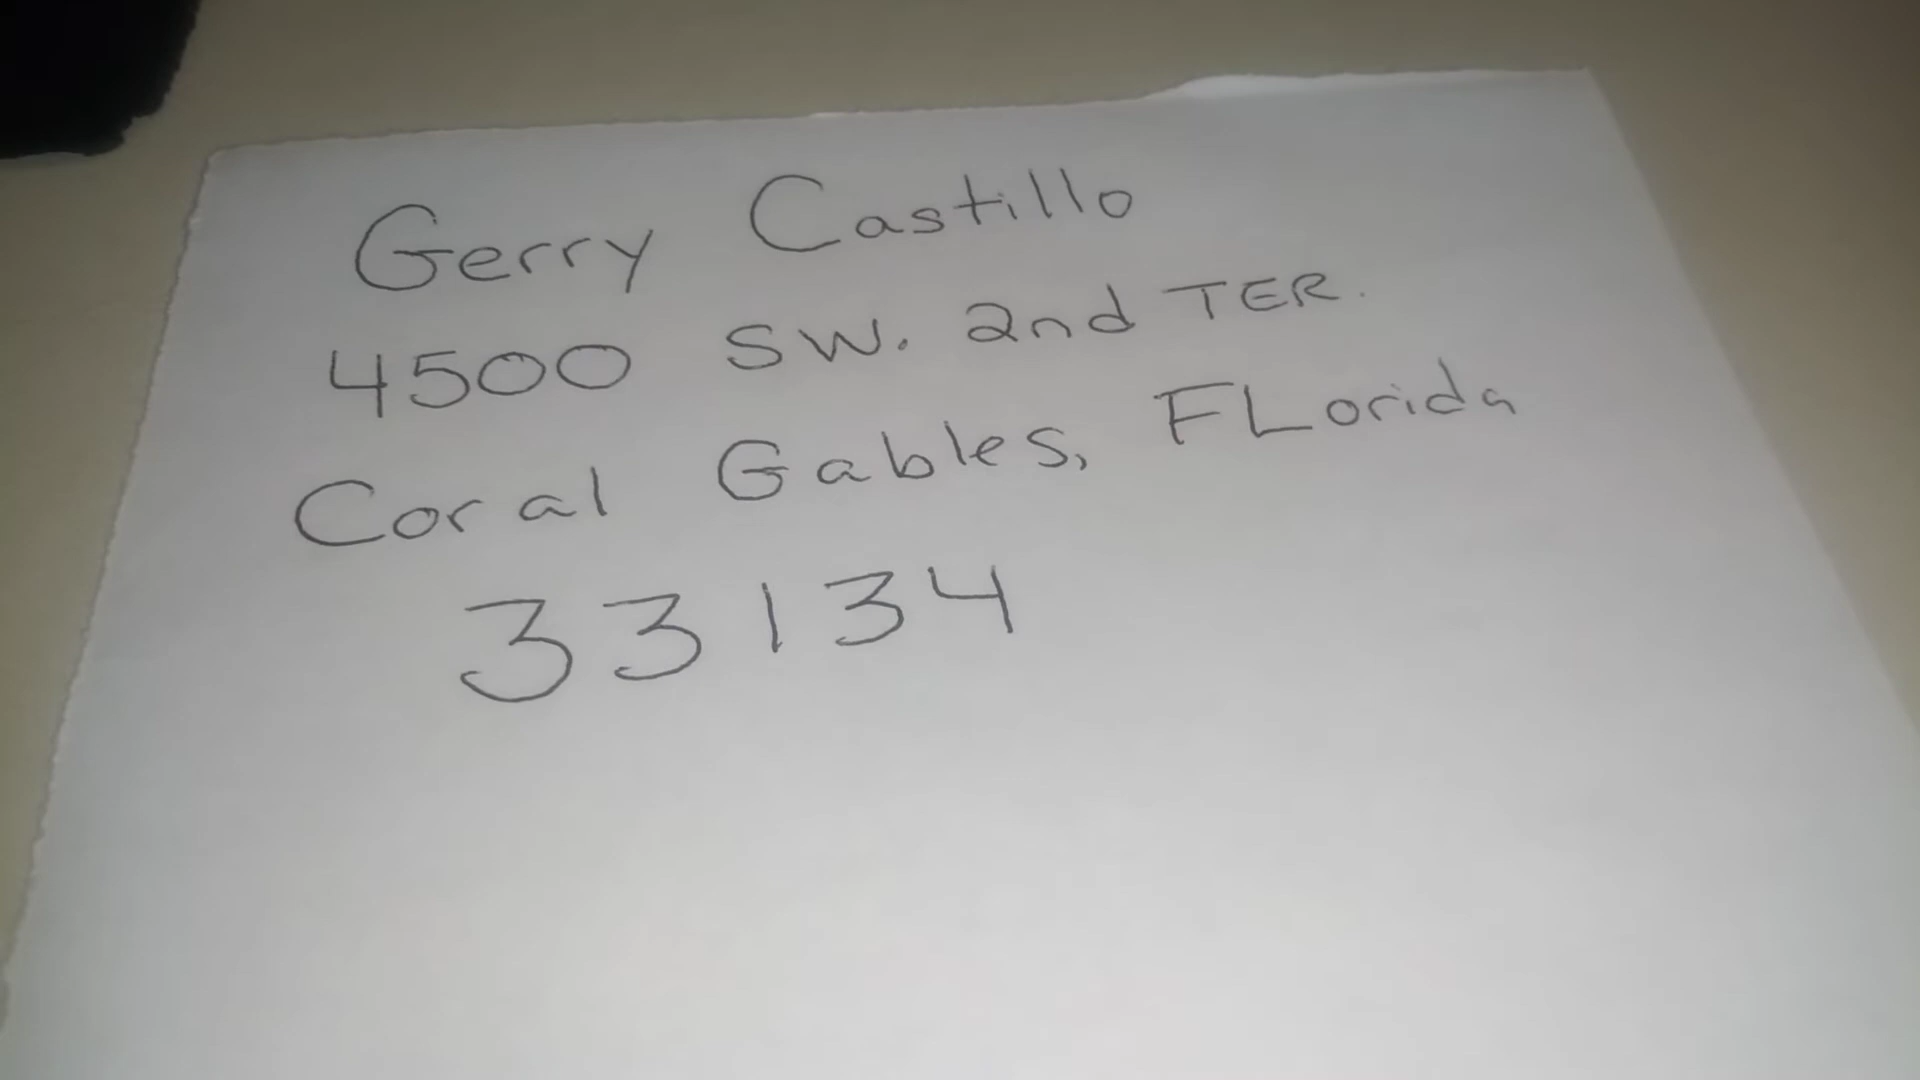 Gerry Castillo
4500 SW. 2nd TER.
Coral Gables, FLorida
33134